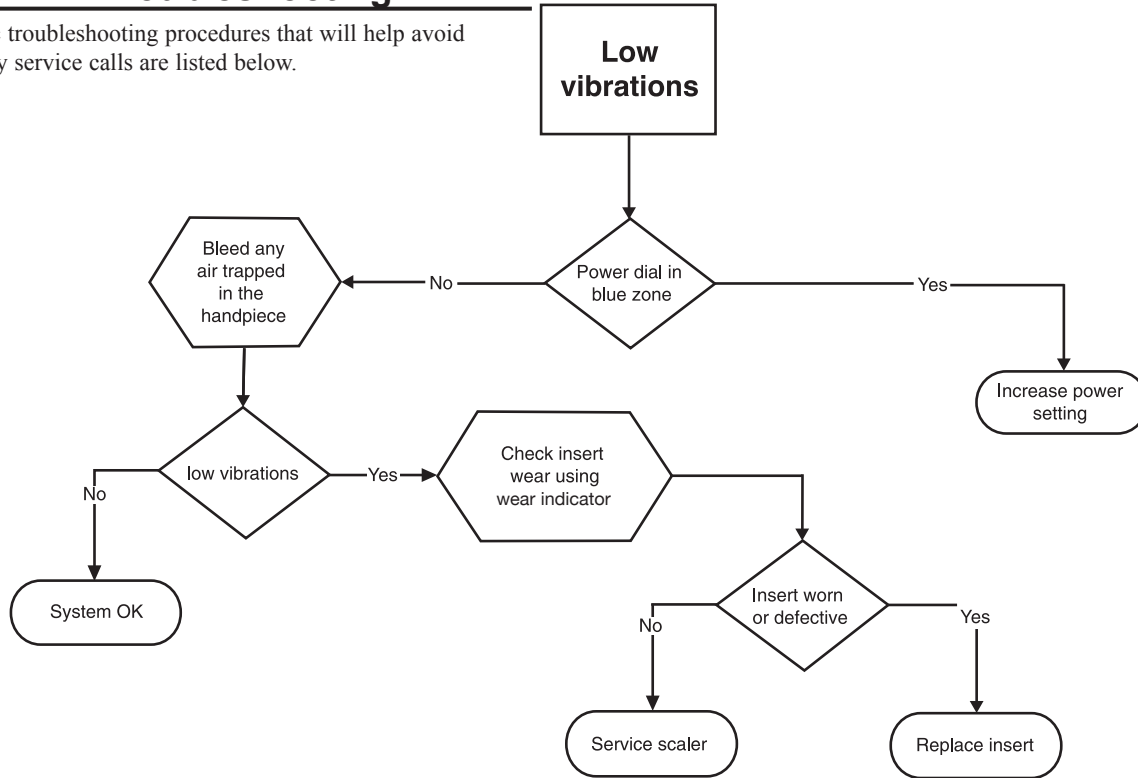 troubleshooting procedures that will help avoid
service calls are listed below.
Low
vibrations
Power dial in
blue zone
No
Yes
Bleed any
air trapped
in the
handpiece
Increase power
setting
low vibrations
No
Yes
Check insert
wear using
wear indicator
System OK
Insert worn
or defective
No
Yes
Service scaler
Replace insert